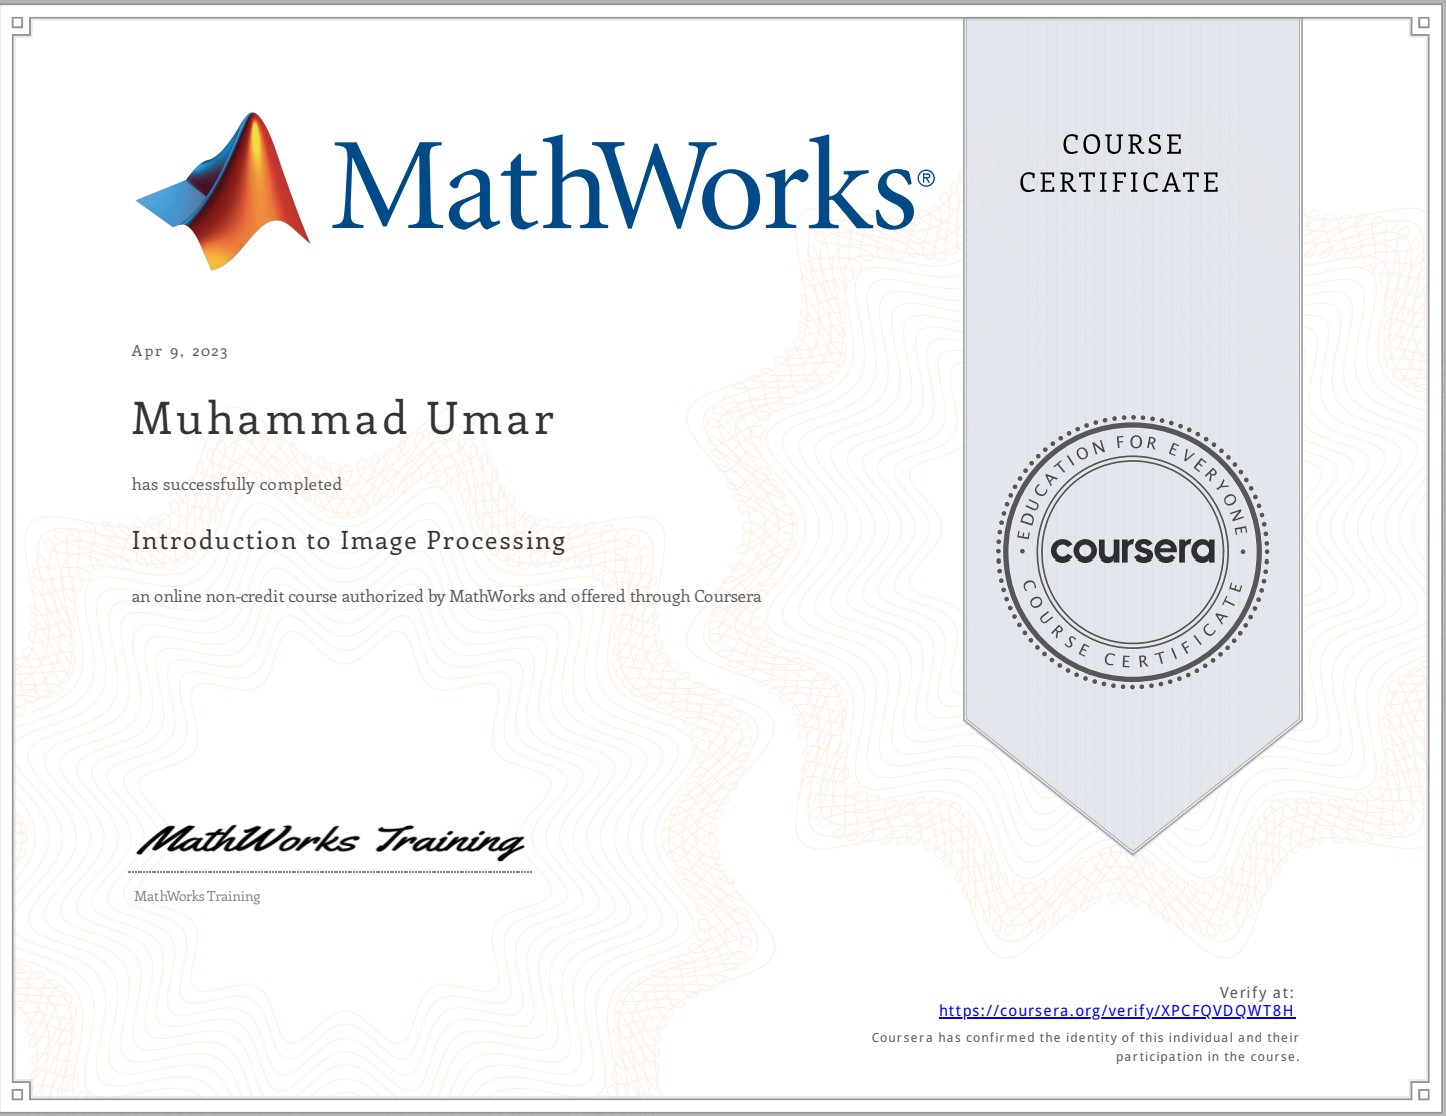 MathWorks®
COURSE
CERTIFICATE
Apr 9, 2023
Muhammad Umar
has successfully completed
Introduction to Image Processing
an online non-credit course authorized by MathWorks and offered through Coursera
EDUCATION FOR EVERYONE
coursera
COURSE CERTIFICATE
MathWorks Training
MathWorks Training
Verify at:
https://coursera.org/verify/XPCFQVDQWT8H
Coursera has confirmed the identity of this individual and their
participation in the course.